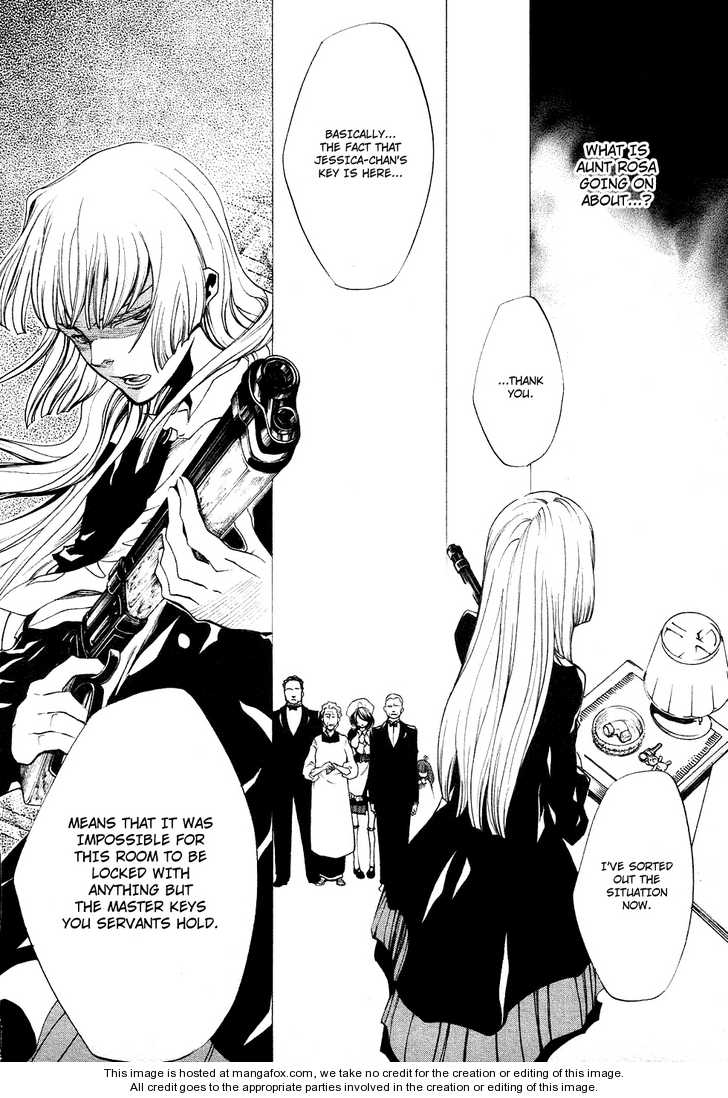 WHAT IS
AUNT ROSA
GOING ON
ABOUT...?
...THANK
YOU.
I'VE SORTED
OUT THE
SITUATION
NOW.
BASICALLY...
THE FACT THAT
JESSICA-CHAN'S
KEY IS HERE...
MEANS THAT IT WAS
IMPOSSIBLE FOR
THIS ROOM TO BE
LOCKED WITH
ANYTHING BUT
THE MASTER KEYS
YOU SERVANTS HOLD.
This image is hosted at mangafox.com, we take no credit for the creation or editing of this image.
All credit goes to the appropriate parties involved in the creation or editing of this image.